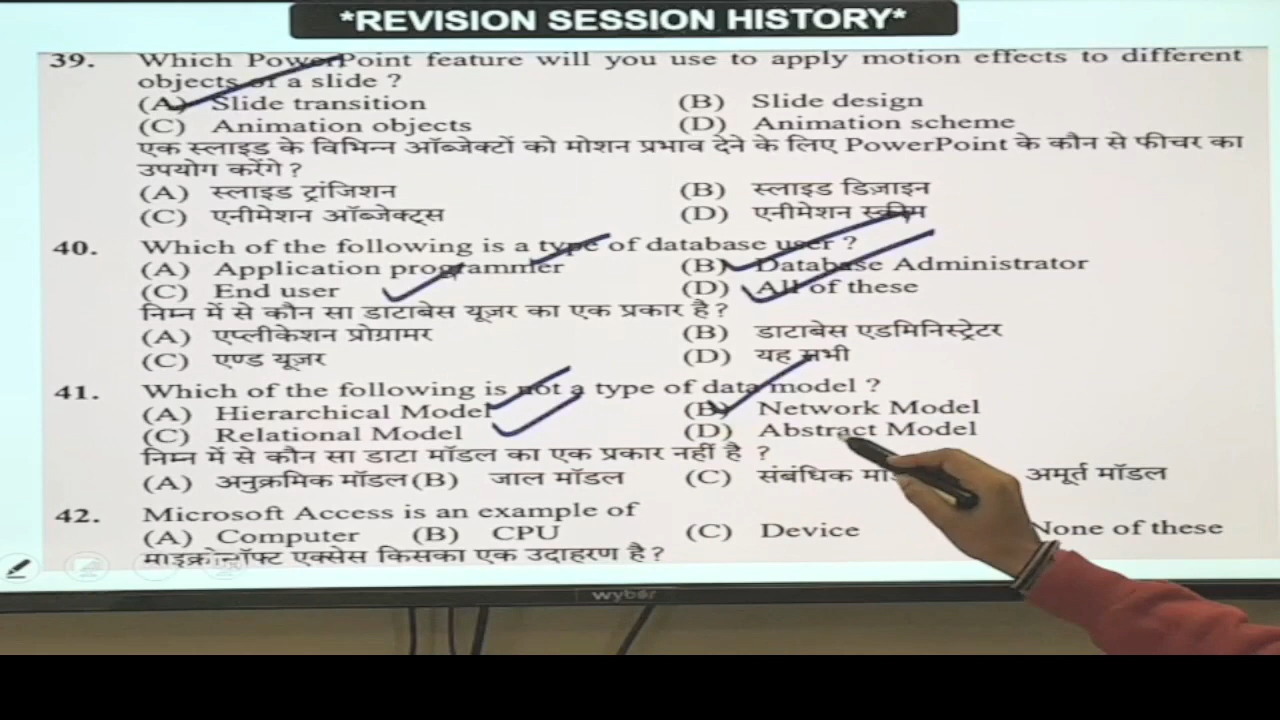 *REVISION SESSION HISTORY*
39. Which PowerPoint feature will you use to apply motion effects to different
objects of a slide ?
(A) Slide transition (B) Slide design
(C) Animation objects (D) Animation scheme
एक स्लाइड के विभिन्न ऑब्जेक्टों को मोशन प्रभाव देने के लिए PowerPoint के कौन से फीचर का
उपयोग करेंगे ?
(A) स्लाइड ट्रांजिशन (B) स्लाइड डिज़ाइन
(C) एनीमेशन ऑब्जेक्ट्स (D) एनीमेशन स्कीम
40. Which of the following is a type of database user ?
(A) Application programmer (B) Database Administrator
(C) End user (D) All of these
निम्न में से कौन सा डाटाबेस यूज़र का एक प्रकार है ?
(A) एप्लीकेशन प्रोग्रामर (B) डाटाबेस एडमिनिस्ट्रेटर
(C) एण्ड यूज़र (D) यह सभी
41. Which of the following is not a type of data model ?
(A) Hierarchical Model (B) Network Model
(C) Relational Model (D) Abstract Model
निम्न में से कौन सा डाटा मॉडल का एक प्रकार नहीं है ?
(A) अनुक्रमिक मॉडल (B) जाल मॉडल (C) संबंधिक अमूर्त मॉडल
42. Microsoft Access is an example of
(A) Computer (B) CPU (C) Device None of these
माइक्रोसॉफ्ट एक्सेस किसका एक उदाहरण है ?
wybor